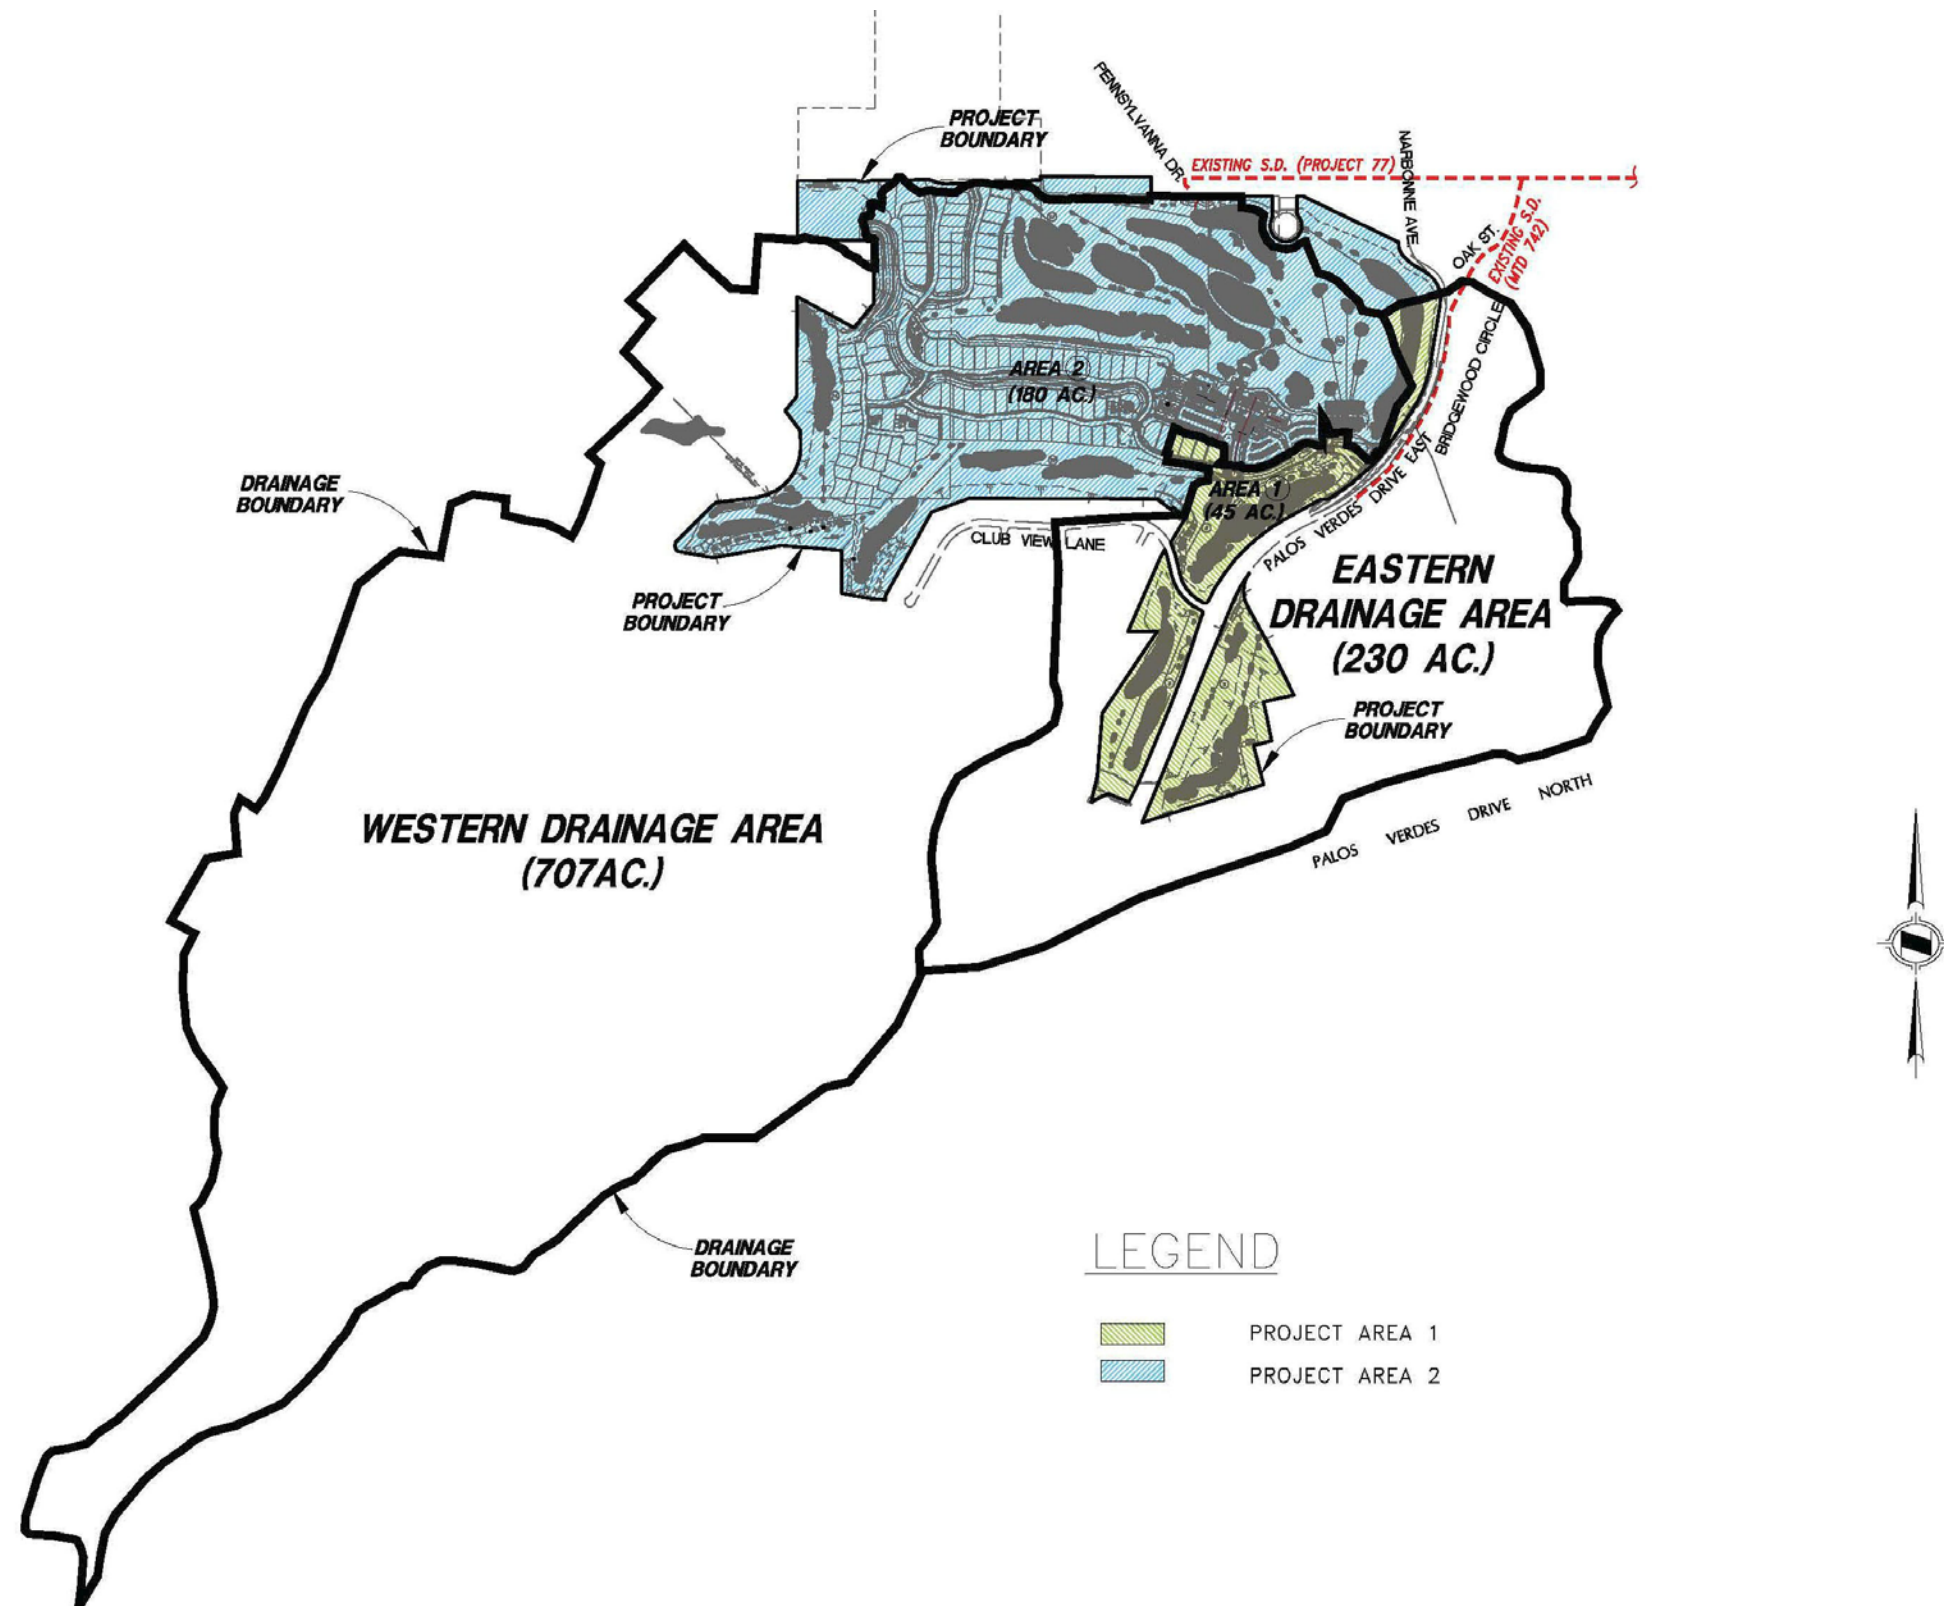 PENNSYLVANNA DR.
PROJECT
BOUNDARY
NARBONNE AVE.
EXISTING S.D. (PROJECT 77)
OAK ST.
EXISTING S.D.
(MTD 742)
BRIDGEWOOD CIRCLE
AREA 2
(180 AC.)
DRAINAGE
BOUNDARY
AREA 1
(45 AC.)
PALOS VERDES DRIVE EAST
CLUB VIEW LANE
EASTERN
DRAINAGE AREA
(230 AC.)
PROJECT
BOUNDARY
PROJECT
BOUNDARY
PALOS VERDES DRIVE NORTH
WESTERN DRAINAGE AREA
(707AC.)
DRAINAGE
BOUNDARY
LEGEND
PROJECT AREA 1
PROJECT AREA 2